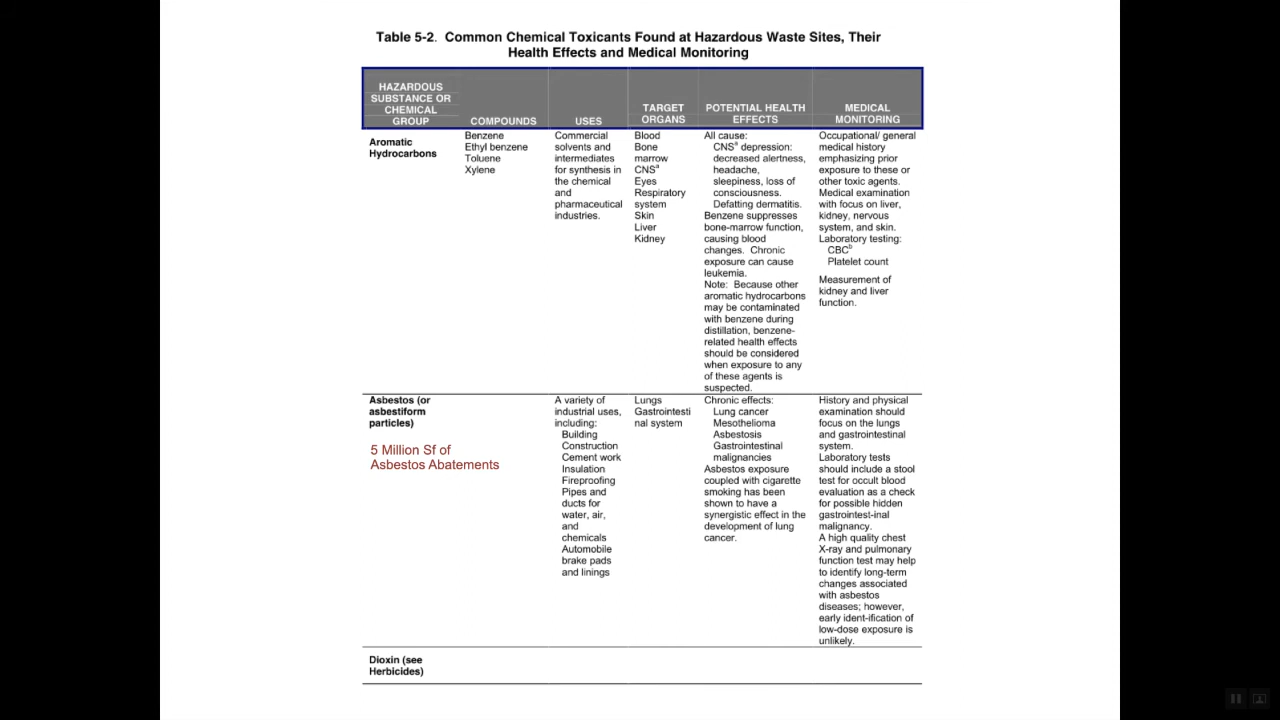 Table 5-2. Common Chemical Toxicants Found at Hazardous Waste Sites, Their
Health Effects and Medical Monitoring
HAZARDOUS
SUBSTANCE OR
CHEMICAL
GROUP
COMPOUNDS
USES
TARGET
ORGANS
POTENTIAL HEALTH
EFFECTS
MEDICAL
MONITORING
Aromatic
Hydrocarbons
Benzene
Ethyl benzene
Toluene
Xylene
Commercial
solvents and
intermediates
for synthesis in
the chemical
and
pharmaceutical
industries.
Blood
Bone
marrow
CNSa
Eyes
Respiratory
system
Skin
Liver
Kidney
All cause:
CNSa depression:
decreased alertness,
headache,
sleepiness, loss of
consciousness.
Defatting dermatitis.
Benzene suppresses
bone-marrow function,
causing blood
changes. Chronic
exposure can cause
leukemia.
Note: Because other
aromatic hydrocarbons
may be contaminated
with benzene during
distillation, benzene-
related health effects
should be considered
when exposure to any
of these agents is
suspected.
Occupational/ general
medical history
emphasizing prior
exposure to these or
other toxic agents.
Medical examination
with focus on liver,
kidney, nervous
system, and skin.
Laboratory testing:
CBCb
Platelet count
Measurement of
kidney and liver
function.
Asbestos (or
asbestiform
particles)
5 Million Sf of
Asbestos Abatements
A variety of
industrial uses,
including:
Building
Construction
Cement work
Insulation
Fireproofing
Pipes and
ducts for
water, air,
and
chemicals
Automobile
brake pads
and linings
Lungs
Gastrointesti
nal system
Chronic effects:
Lung cancer
Mesothelioma
Asbestosis
Gastrointestinal
malignancies
Asbestos exposure
coupled with cigarette
smoking has been
shown to have a
synergistic effect in the
development of lung
cancer.
History and physical
examination should
focus on the lungs
and gastrointestinal
system.
Laboratory tests
should include a stool
test for occult blood
evaluation as a check
for possible hidden
gastrointest-inal
malignancy.
A high quality chest
X-ray and pulmonary
function test may help
to identify long-term
changes associated
with asbestos
diseases; however,
early ident-ification of
low-dose exposure is
unlikely.
Dioxin (see
Herbicides)